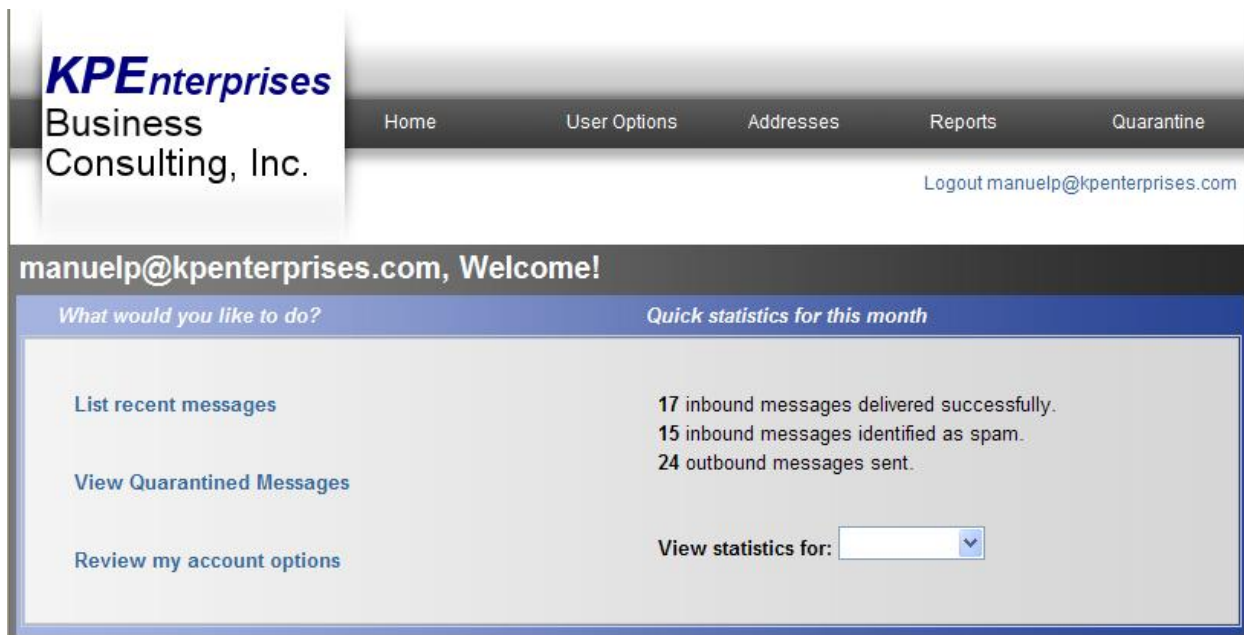 KPEnterprises
Business
Consulting, Inc.
Home User Options Addresses Reports Quarantine
Logout manuelp@kpenterprises.com
manuelp@kpenterprises.com, Welcome!
What would you like to do?
Quick statistics for this month
List recent messages
View Quarantined Messages
Review my account options
17 inbound messages delivered successfully.
15 inbound messages identified as spam.
24 outbound messages sent.
View statistics for: